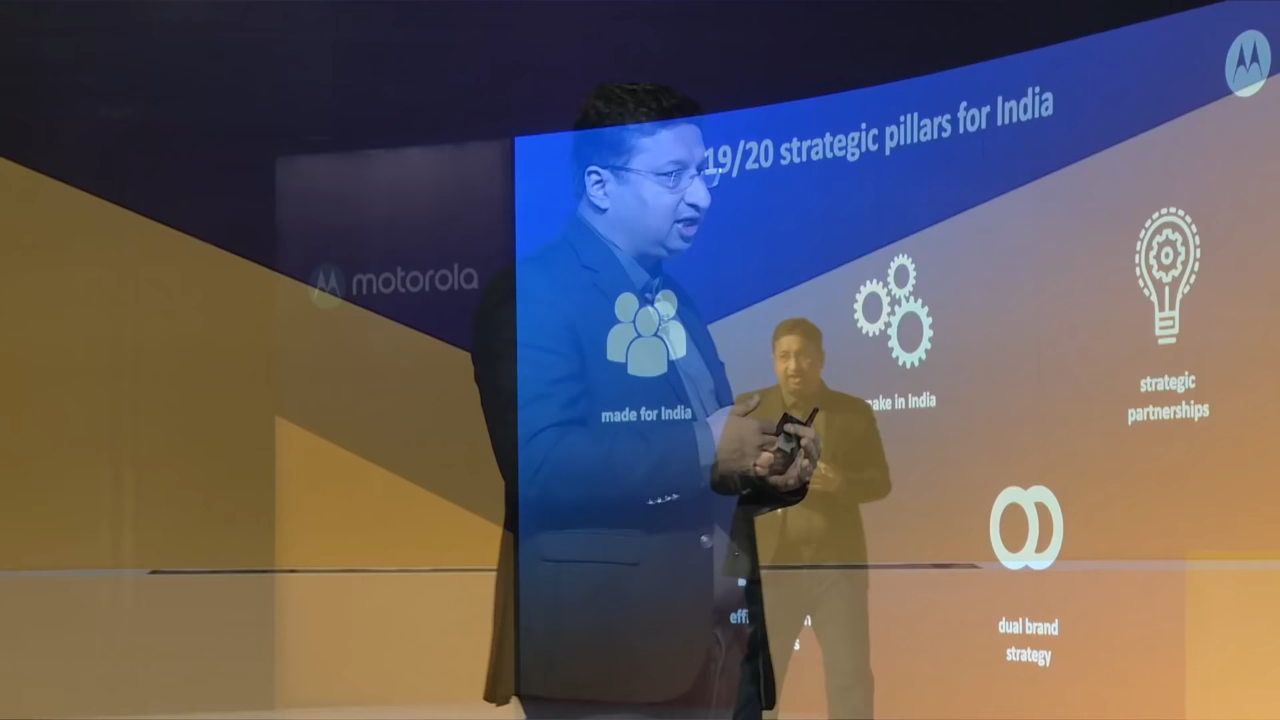 19/20 strategic pillars for India
motorola
made for India
make in India
strategic
partnerships
dual brand
strategy